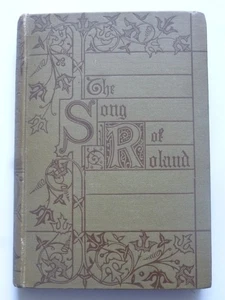 The
Song
of
Roland